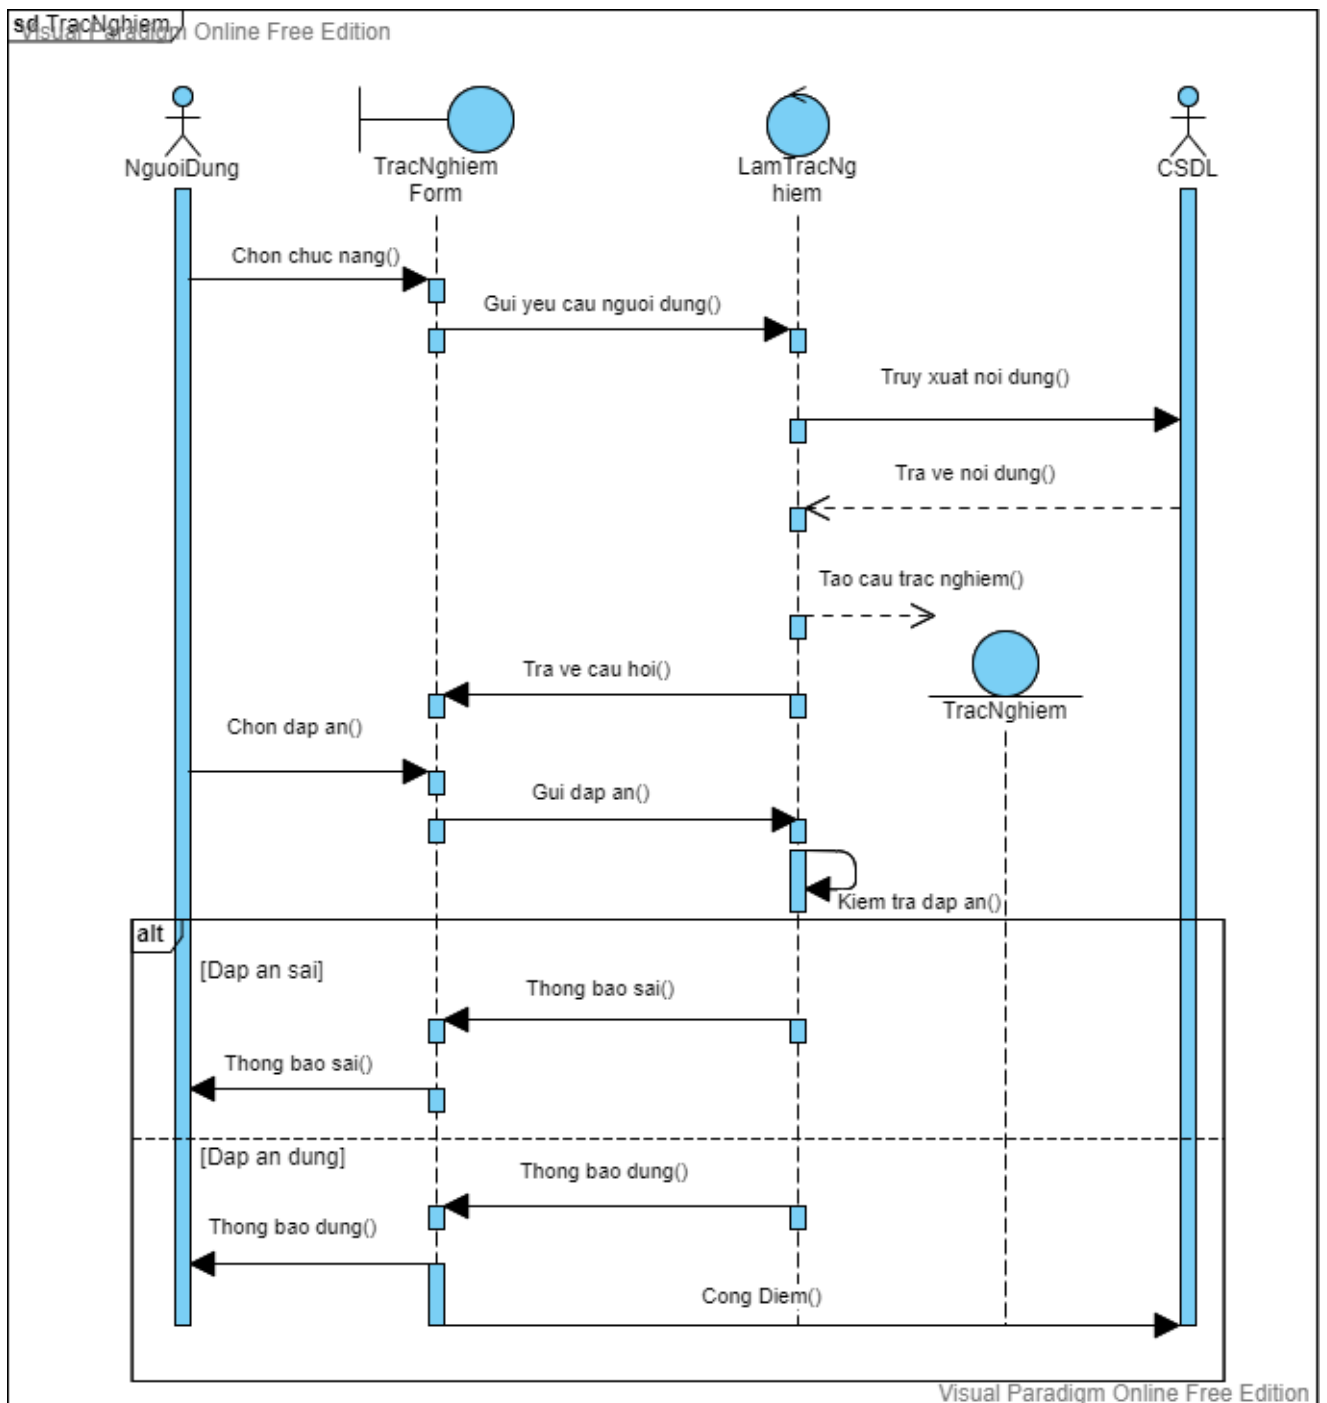 sd TracNghiem
Visual Paradigm Online Free Edition
NguoiDung
TracNghiem
Form
LamTracNg
hiem
CSDL
Chon chuc nang()
Gui yeu cau nguoi dung()
Truy xuat noi dung()
Tra ve noi dung()
Tao cau trac nghiem()
Tra ve cau hoi()
TracNghiem
Chon dap an()
Gui dap an()
Kiem tra dap an()
alt
[Dap an sai]
Thong bao sai()
Thong bao sai()
[Dap an dung]
Thong bao dung()
Thong bao dung()
Cong Diem()
Visual Paradigm Online Free Edition